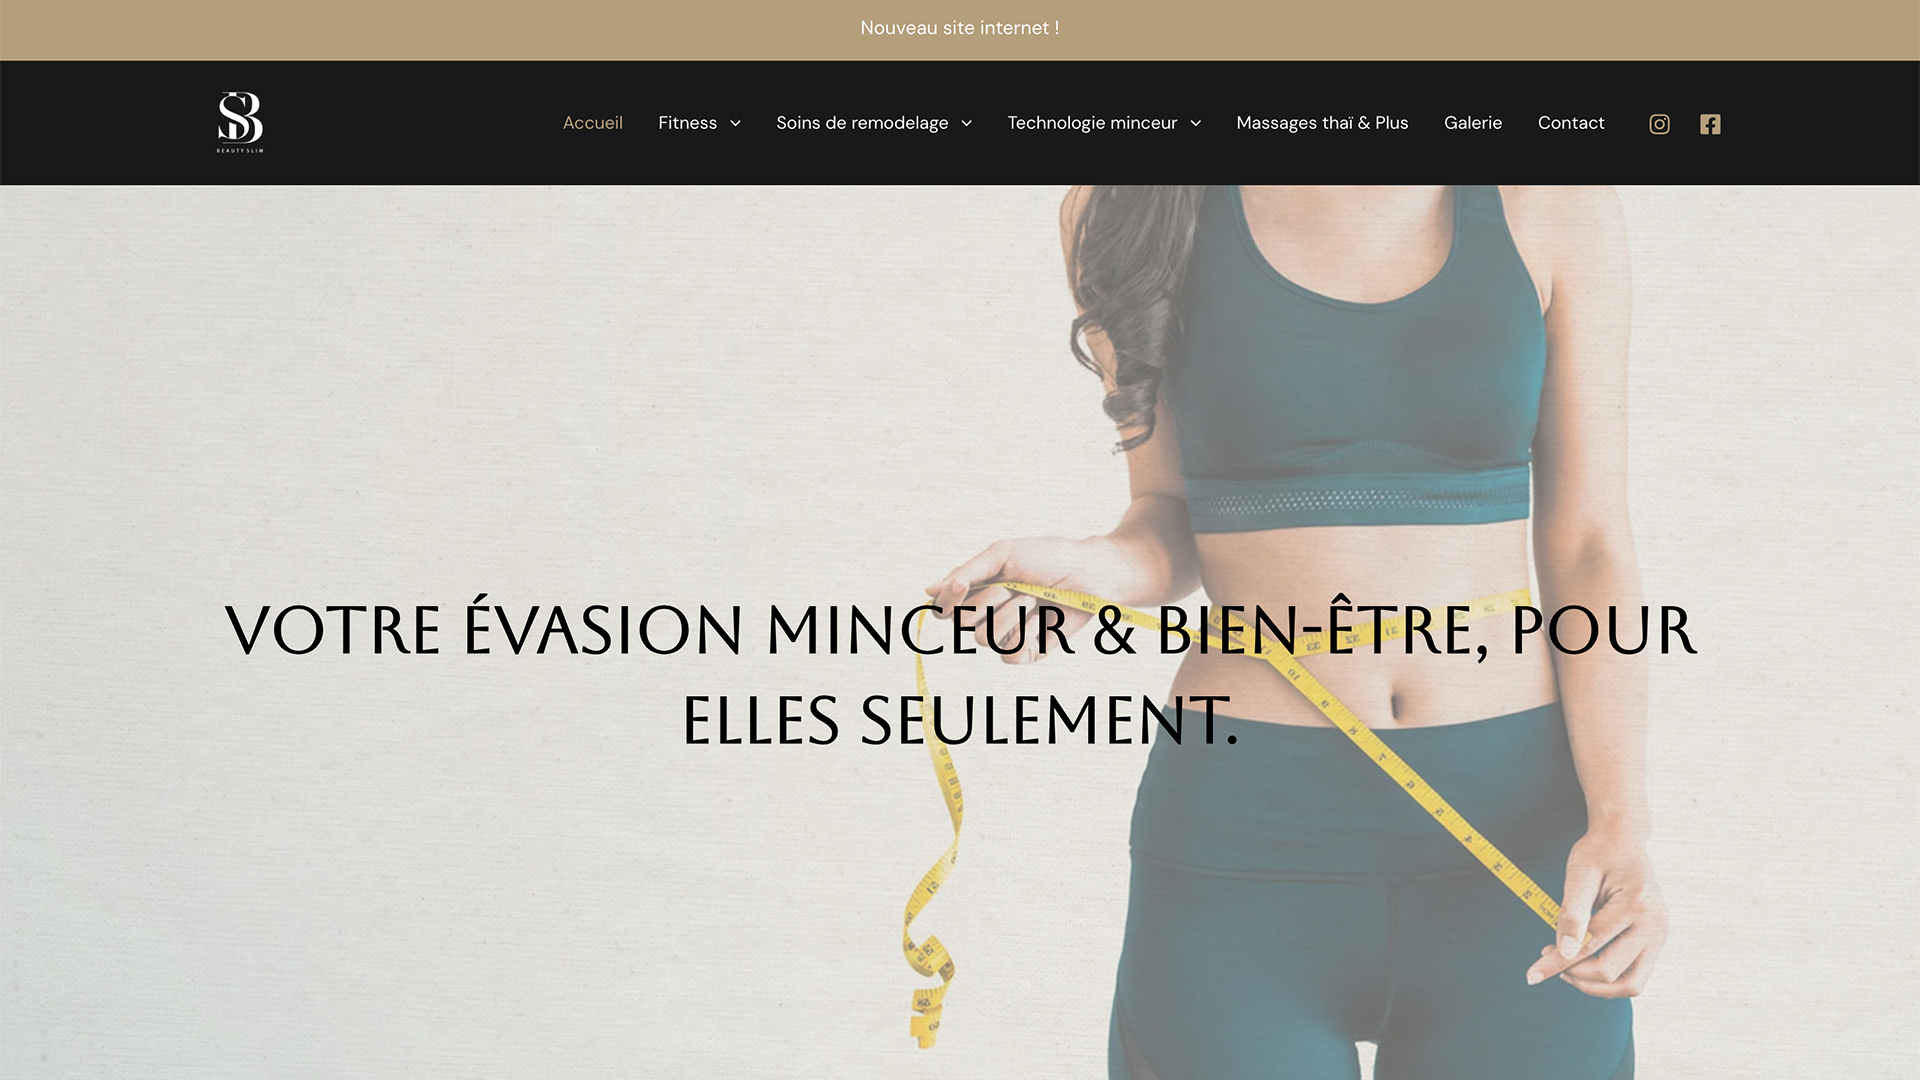 Nouveau site internet !
SB
BEAUTY SLIM
Accueil Fitness Soins de remodelage Technologie minceur Massages thaï & Plus Galerie Contact
VOTRE ÉVASION MINCEUR & BIEN-ÊTRE, POUR
ELLES SEULEMENT.